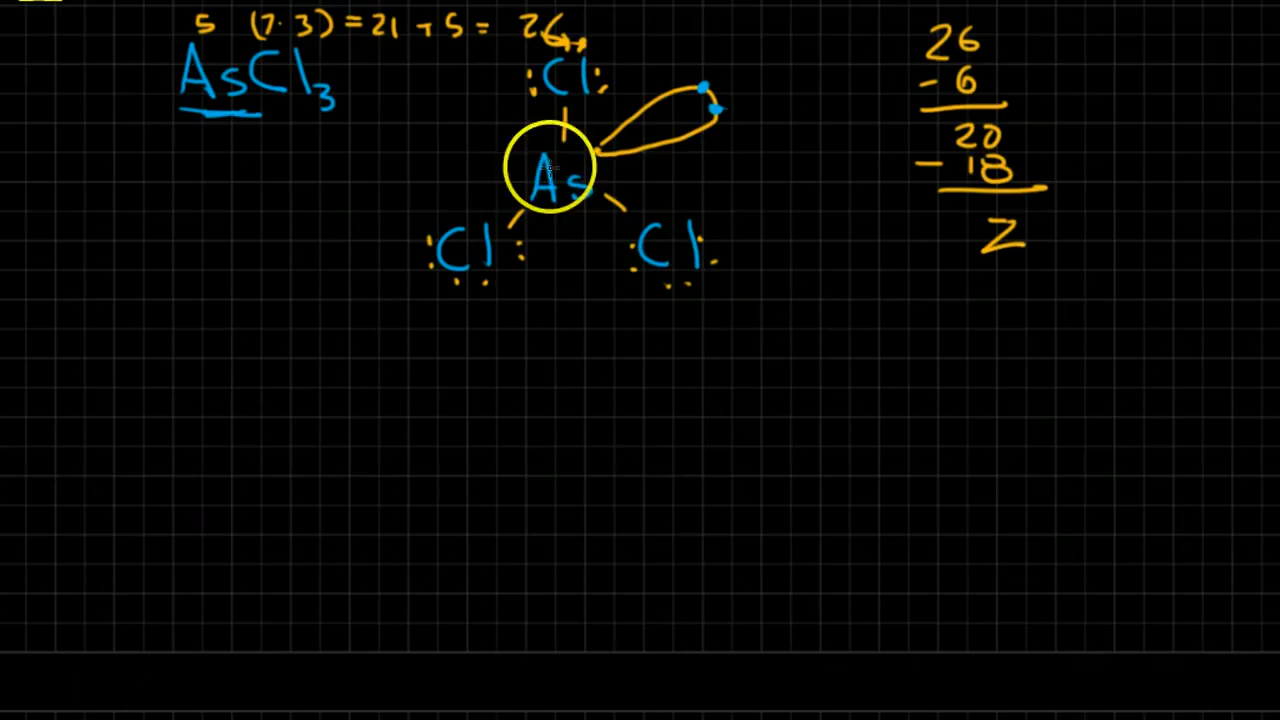 5 (7·3) = 21 + 5 = 26
AsCl3
:Cl:
As
:Cl:
:Cl:
26
- 6
20
- 18
2